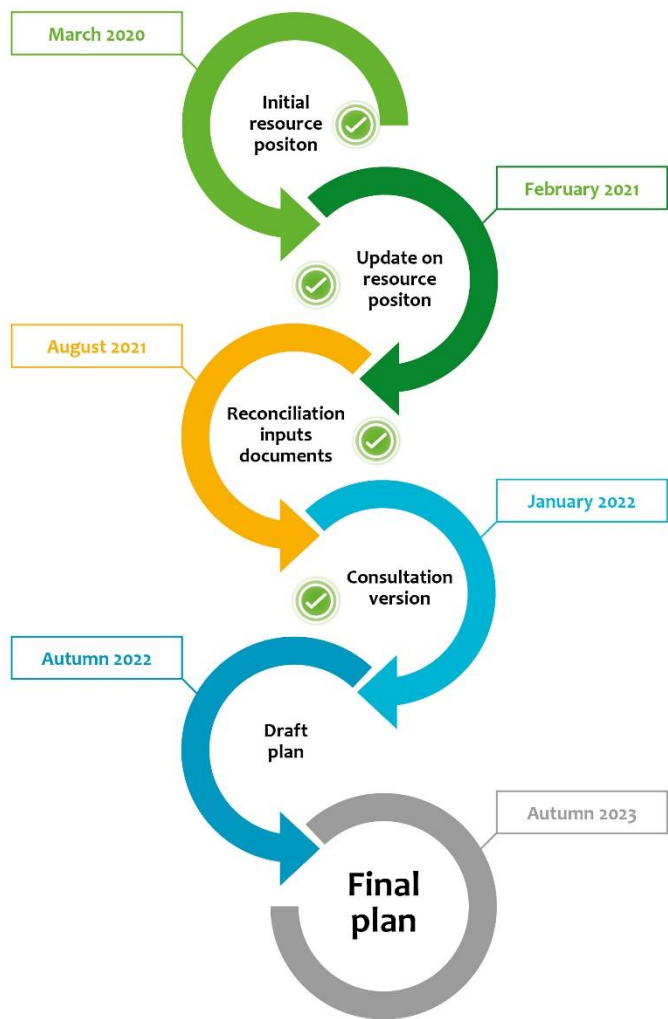 March 2020
Initial
resource
positon
February 2021
Update on
resource
positon
August 2021
Reconciliation
inputs
documents
January 2022
Consultation
version
Autumn 2022
Draft
plan
Autumn 2023
Final
plan